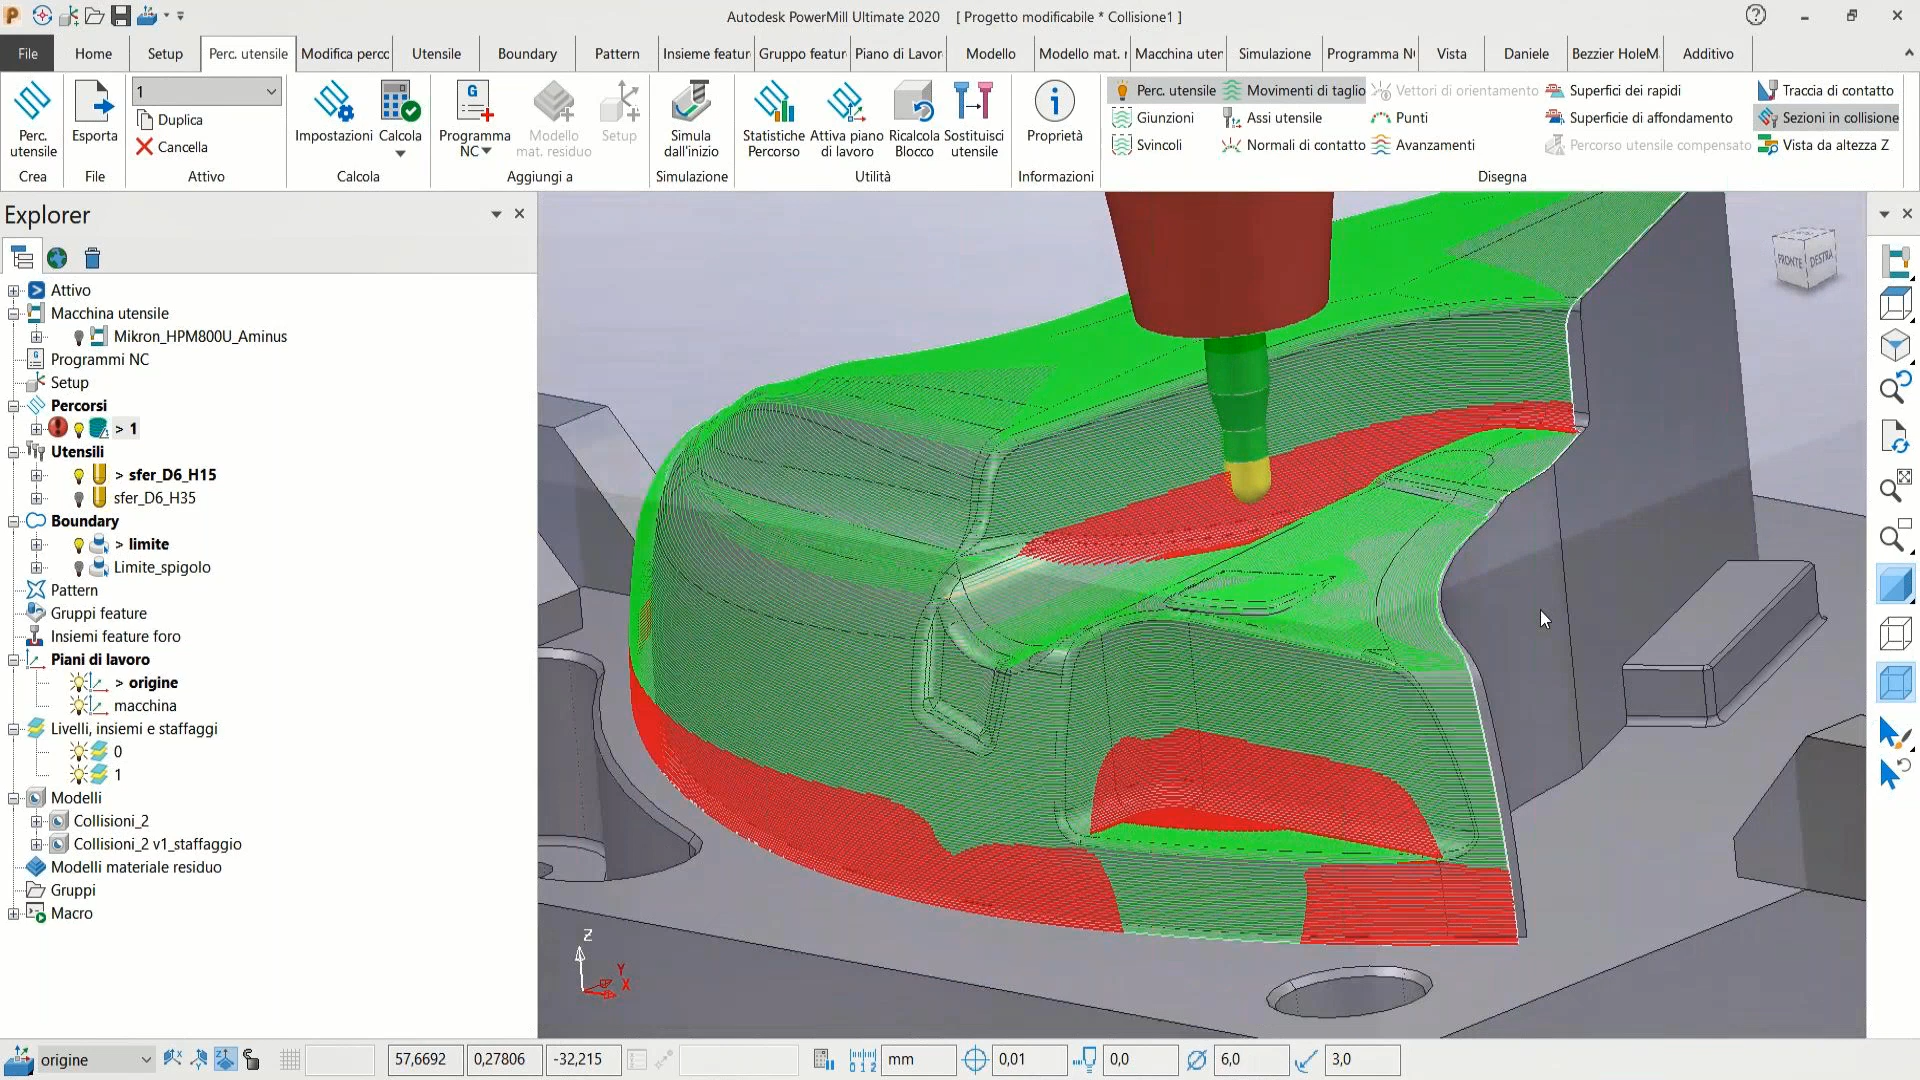 Autodesk PowerMill Ultimate 2020 [ Progetto modificabile * Collisione1 ]
File Home Setup Perc. utensile Modifica percc Utensile Boundary Pattern Insieme featur Gruppo featur Piano di Lavor Modello Modello mat. r Macchina uter Simulazione Programma N Vista Daniele Bezzier HoleM Additivo
1
Duplica
Cancella
Perc. utensile
Esporta
Impostazioni
Calcola
Programma NC
Modello mat. residuo
Setup
Simula dall'inizio
Statistiche Percorso
Attiva piano di lavoro
Ricalcola Blocco
Sostituisci utensile
Proprietà
Perc. utensile Movimenti di taglio Vettori di orientamento Superfici dei rapidi Traccia di contatto
Giunzioni Assi utensile Punti Superficie di affondamento Sezioni in collisione
Svincoli Normali di contatto Avanzamenti Percorso utensile compensato Vista da altezza Z
Crea File Attivo Calcola Aggiungi a Simulazione Utilità Informazioni Disegna
Explorer
Attivo
Macchina utensile
Mikron_HPM800U_Aminus
Programmi NC
Setup
Percorsi
> 1
Utensili
> sfer_D6_H15
sfer_D6_H35
Boundary
> limite
Limite_spigolo
Pattern
Gruppi feature
Insiemi feature foro
Piani di lavoro
> origine
macchina
Livelli, insiemi e staffaggi
0
1
Modelli
Collisioni_2
Collisioni_2 v1_staffaggio
Modelli materiale residuo
Gruppi
Macro
FRONTE DESTRA
Z
Y
X
origine 57,6692 0,27806 -32,215 mm 0,01 0,0 6,0 3,0